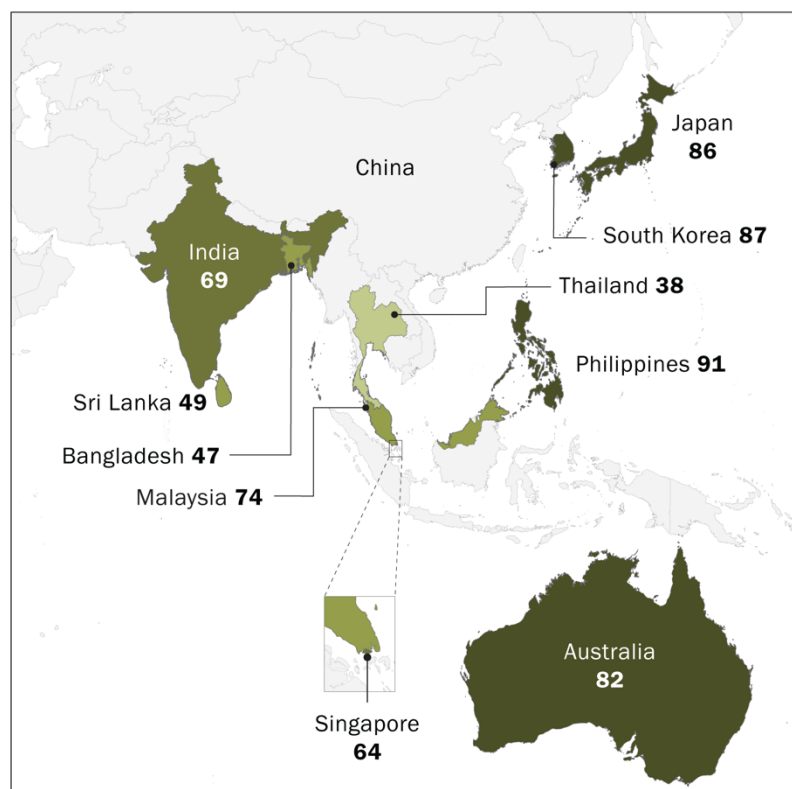 Japan
86
China
South Korea 87
India
69
Thailand 38
Philippines 91
Sri Lanka 49
Bangladesh 47
Malaysia 74
Australia
82
Singapore
64